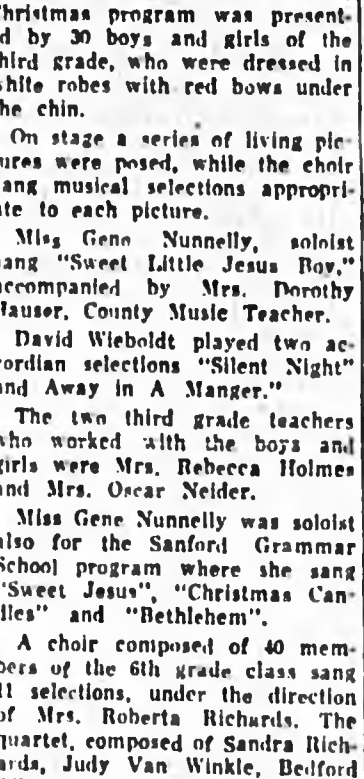 hristmas program was present-
d by 30 boys and girls of the
hird grade, who were dressed in
hite robes with red bows under
he chin.
On stage a series of living pic-
ures were posed, while the choir
ang musical selections appropri-
te to each picture.
Miss Gene Nunnelly, soloist
ang "Sweet Little Jesus Boy,"
ccompanied by Mrs. Dorothy
Hauser, County Music Teacher.
David Wieboldt played two ac-
cordian selections "Silent Night"
and Away in A Manger."
The two third grade teachers
who worked with the boys and
girls were Mrs. Rebecca Holmes
and Mrs. Oscar Neider.
Miss Gene Nunnelly was soloist
also for the Sanford Grammar
School program where she sang
"Sweet Jesus", "Christmas Can-
dles" and "Bethlehem".
A choir composed of 40 mem-
bers of the 6th grade class sang
11 selections, under the direction
of Mrs. Roberta Richards. The
quartet, composed of Sandra Rich-
ards, Judy Van Winkle, Bedford